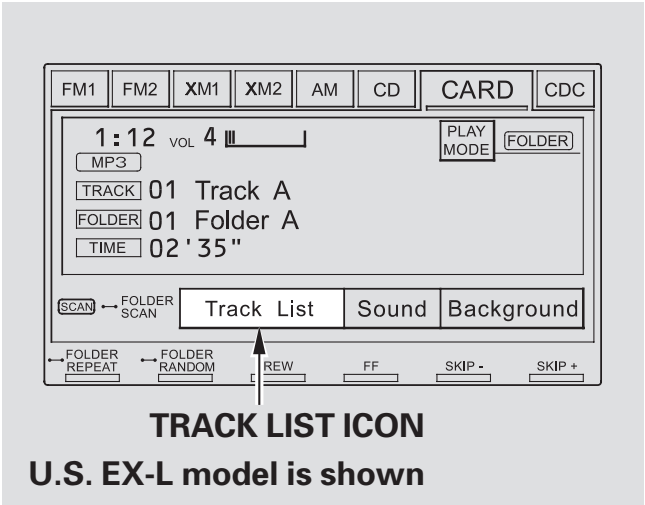 FM1 FM2 XM1 XM2 AM CD CARD CDC
1:12 VOL 4 PLAY MODE FOLDER
MP3
TRACK 01 Track A
FOLDER 01 Folder A
TIME 02'35"
SCAN FOLDER SCAN Track List Sound Background
FOLDER REPEAT FOLDER RANDOM REW FF SKIP - SKIP +
TRACK LIST ICON
U.S. EX-L model is shown